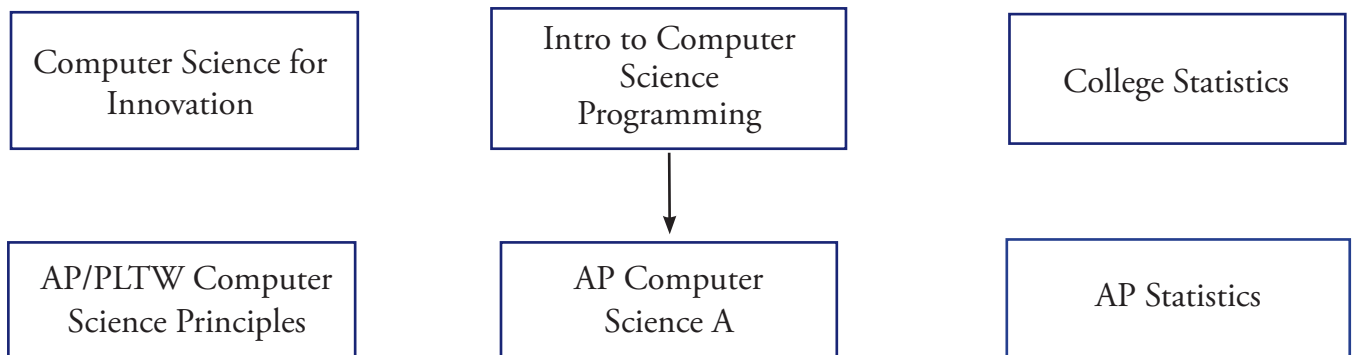 Computer Science for
Innovation
Intro to Computer
Science
Programming
College Statistics
AP/PLTW Computer
Science Principles
AP Computer
Science A
AP Statistics